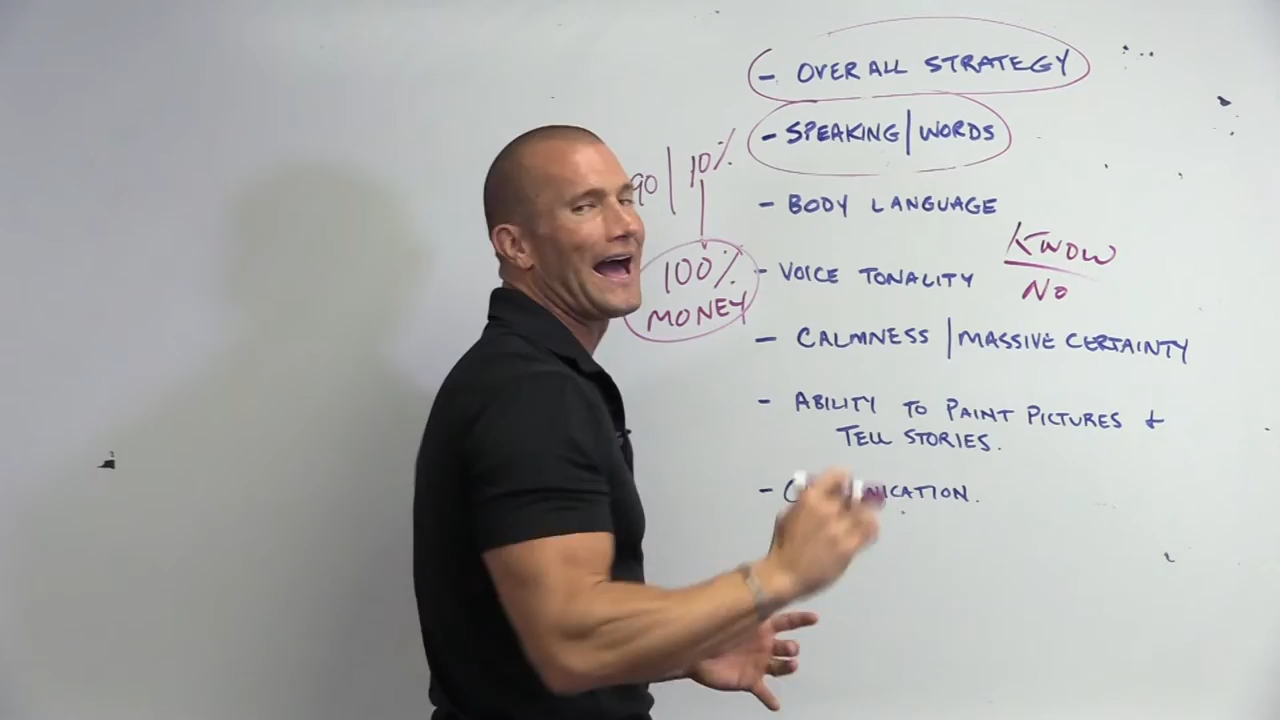 - OVERALL STRATEGY
- SPEAKING/WORDS
90 | 10%
- BODY LANGUAGE
KNOW
NO
100%
MONEY
- VOICE TONALITY
- CALMNESS / MASSIVE CERTAINTY
- ABILITY TO PAINT PICTURES +
TELL STORIES.